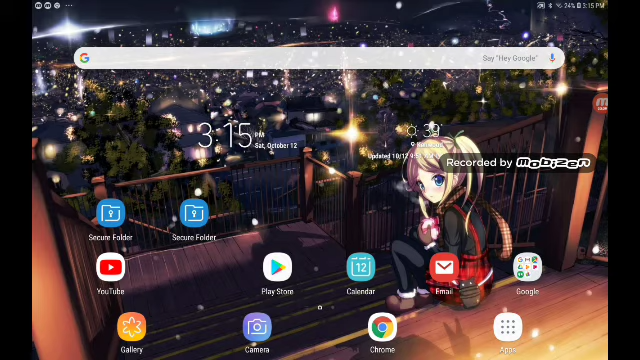 24% 3:15 PM
Say "Hey Google"
3:15 PM
Sat, October 12
Updated 10/12
Recorded by MOBIZEN
Secure Folder
Secure Folder
12
YouTube
Play Store
Calendar
Email
Google
Gallery
Camera
Chrome
Apps